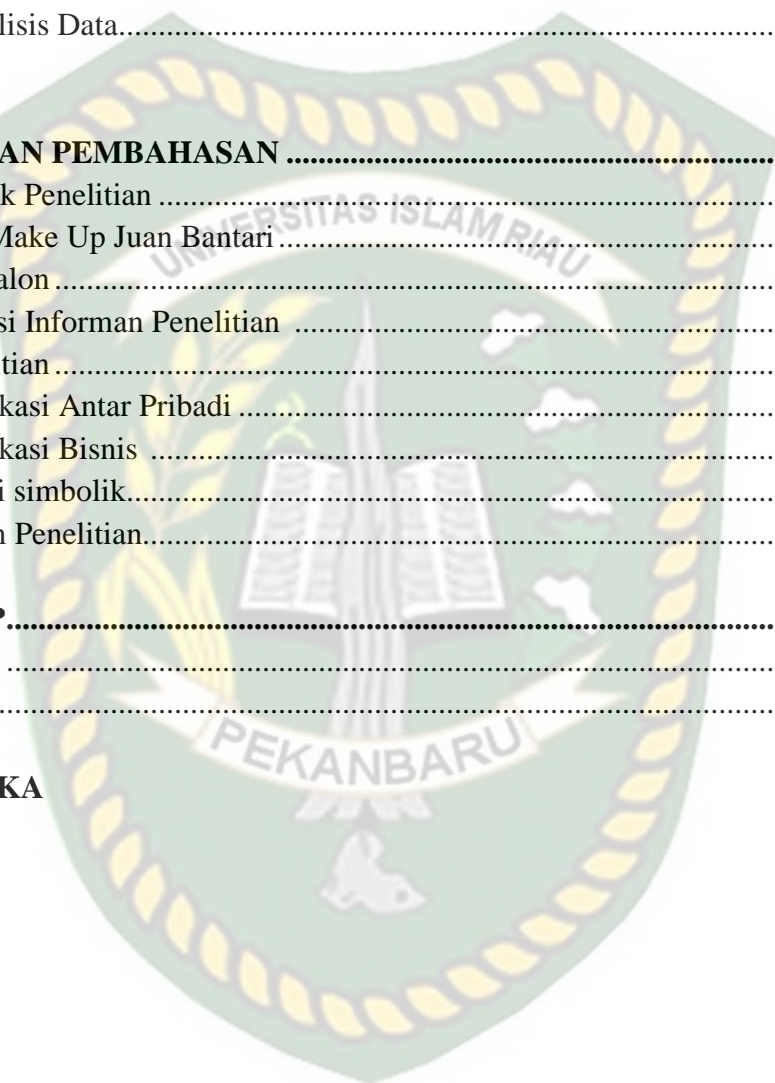 lisis Data..........................................................................................
AN PEMBAHASAN ......................................................................
k Penelitian ..................................................................................
UNIVERSITAS ISLAM RIAU
Make Up Juan Bantari ..................................................................
alon ..............................................................................................
si Informan Penelitian ..................................................................
tian ..............................................................................................
kasi Antar Pribadi ........................................................................
kasi Bisnis ...................................................................................
i simbolik......................................................................................
n Penelitian...................................................................................
P....................................................................................................
.....................................................................................................
.....................................................................................................
PEKANBARU
KA